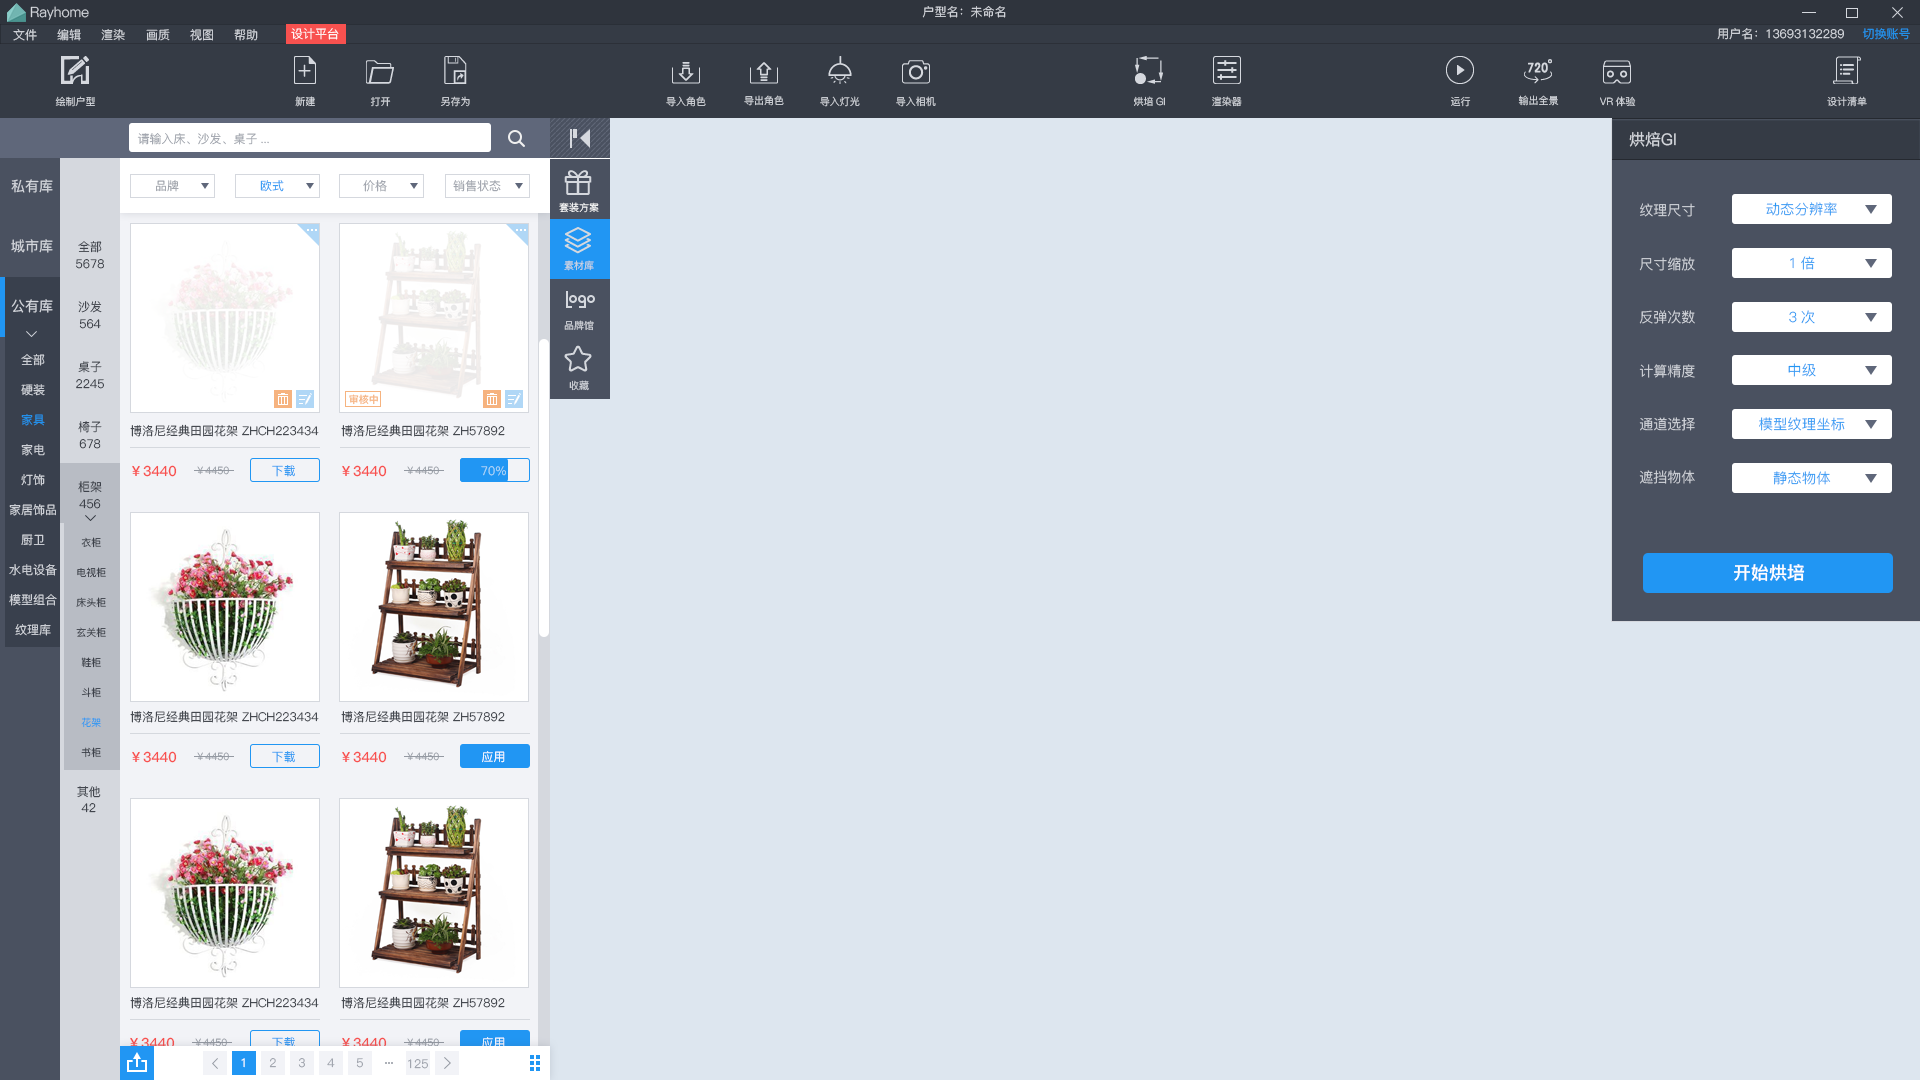 Rayhome
户型名：未命名
文件 编辑 渲染 画质 视图 帮助 设计平台
用户名：13693132289 切换账号
绘制户型 新建 打开 另存为 导入角色 导出角色 导入灯光 导入相机 烘培 GI 渲染器 运行 输出全景 VR 体验 设计清单
720°
请输入床、沙发、桌子 ...
品牌 欧式 价格 销售状态
私有库
城市库
公有库
全部
硬装
家具
家电
灯饰
家居饰品
厨卫
水电设备
模型组合
纹理库
全部
5678
沙发
564
桌子
2245
椅子
678
柜架
456
衣柜
电视柜
床头柜
玄关柜
鞋柜
斗柜
花架
书柜
其他
42
审核中
博洛尼经典田园花架 ZHCH223434
¥3440 ¥4450 下载
博洛尼经典田园花架 ZH57892
¥3440 ¥4450 70%
博洛尼经典田园花架 ZHCH223434
¥3440 ¥4450 下载
博洛尼经典田园花架 ZH57892
¥3440 ¥4450 应用
博洛尼经典田园花架 ZHCH223434
¥3440 ¥4450 下载
博洛尼经典田园花架 ZH57892
¥3440 ¥4450 应用
1 2 3 4 5 ··· 125
套装方案
素材库
logo
品牌馆
收藏
烘焙GI
纹理尺寸 动态分辨率
尺寸缩放 1 倍
反弹次数 3 次
计算精度 中级
通道选择 模型纹理坐标
遮挡物体 静态物体
开始烘培